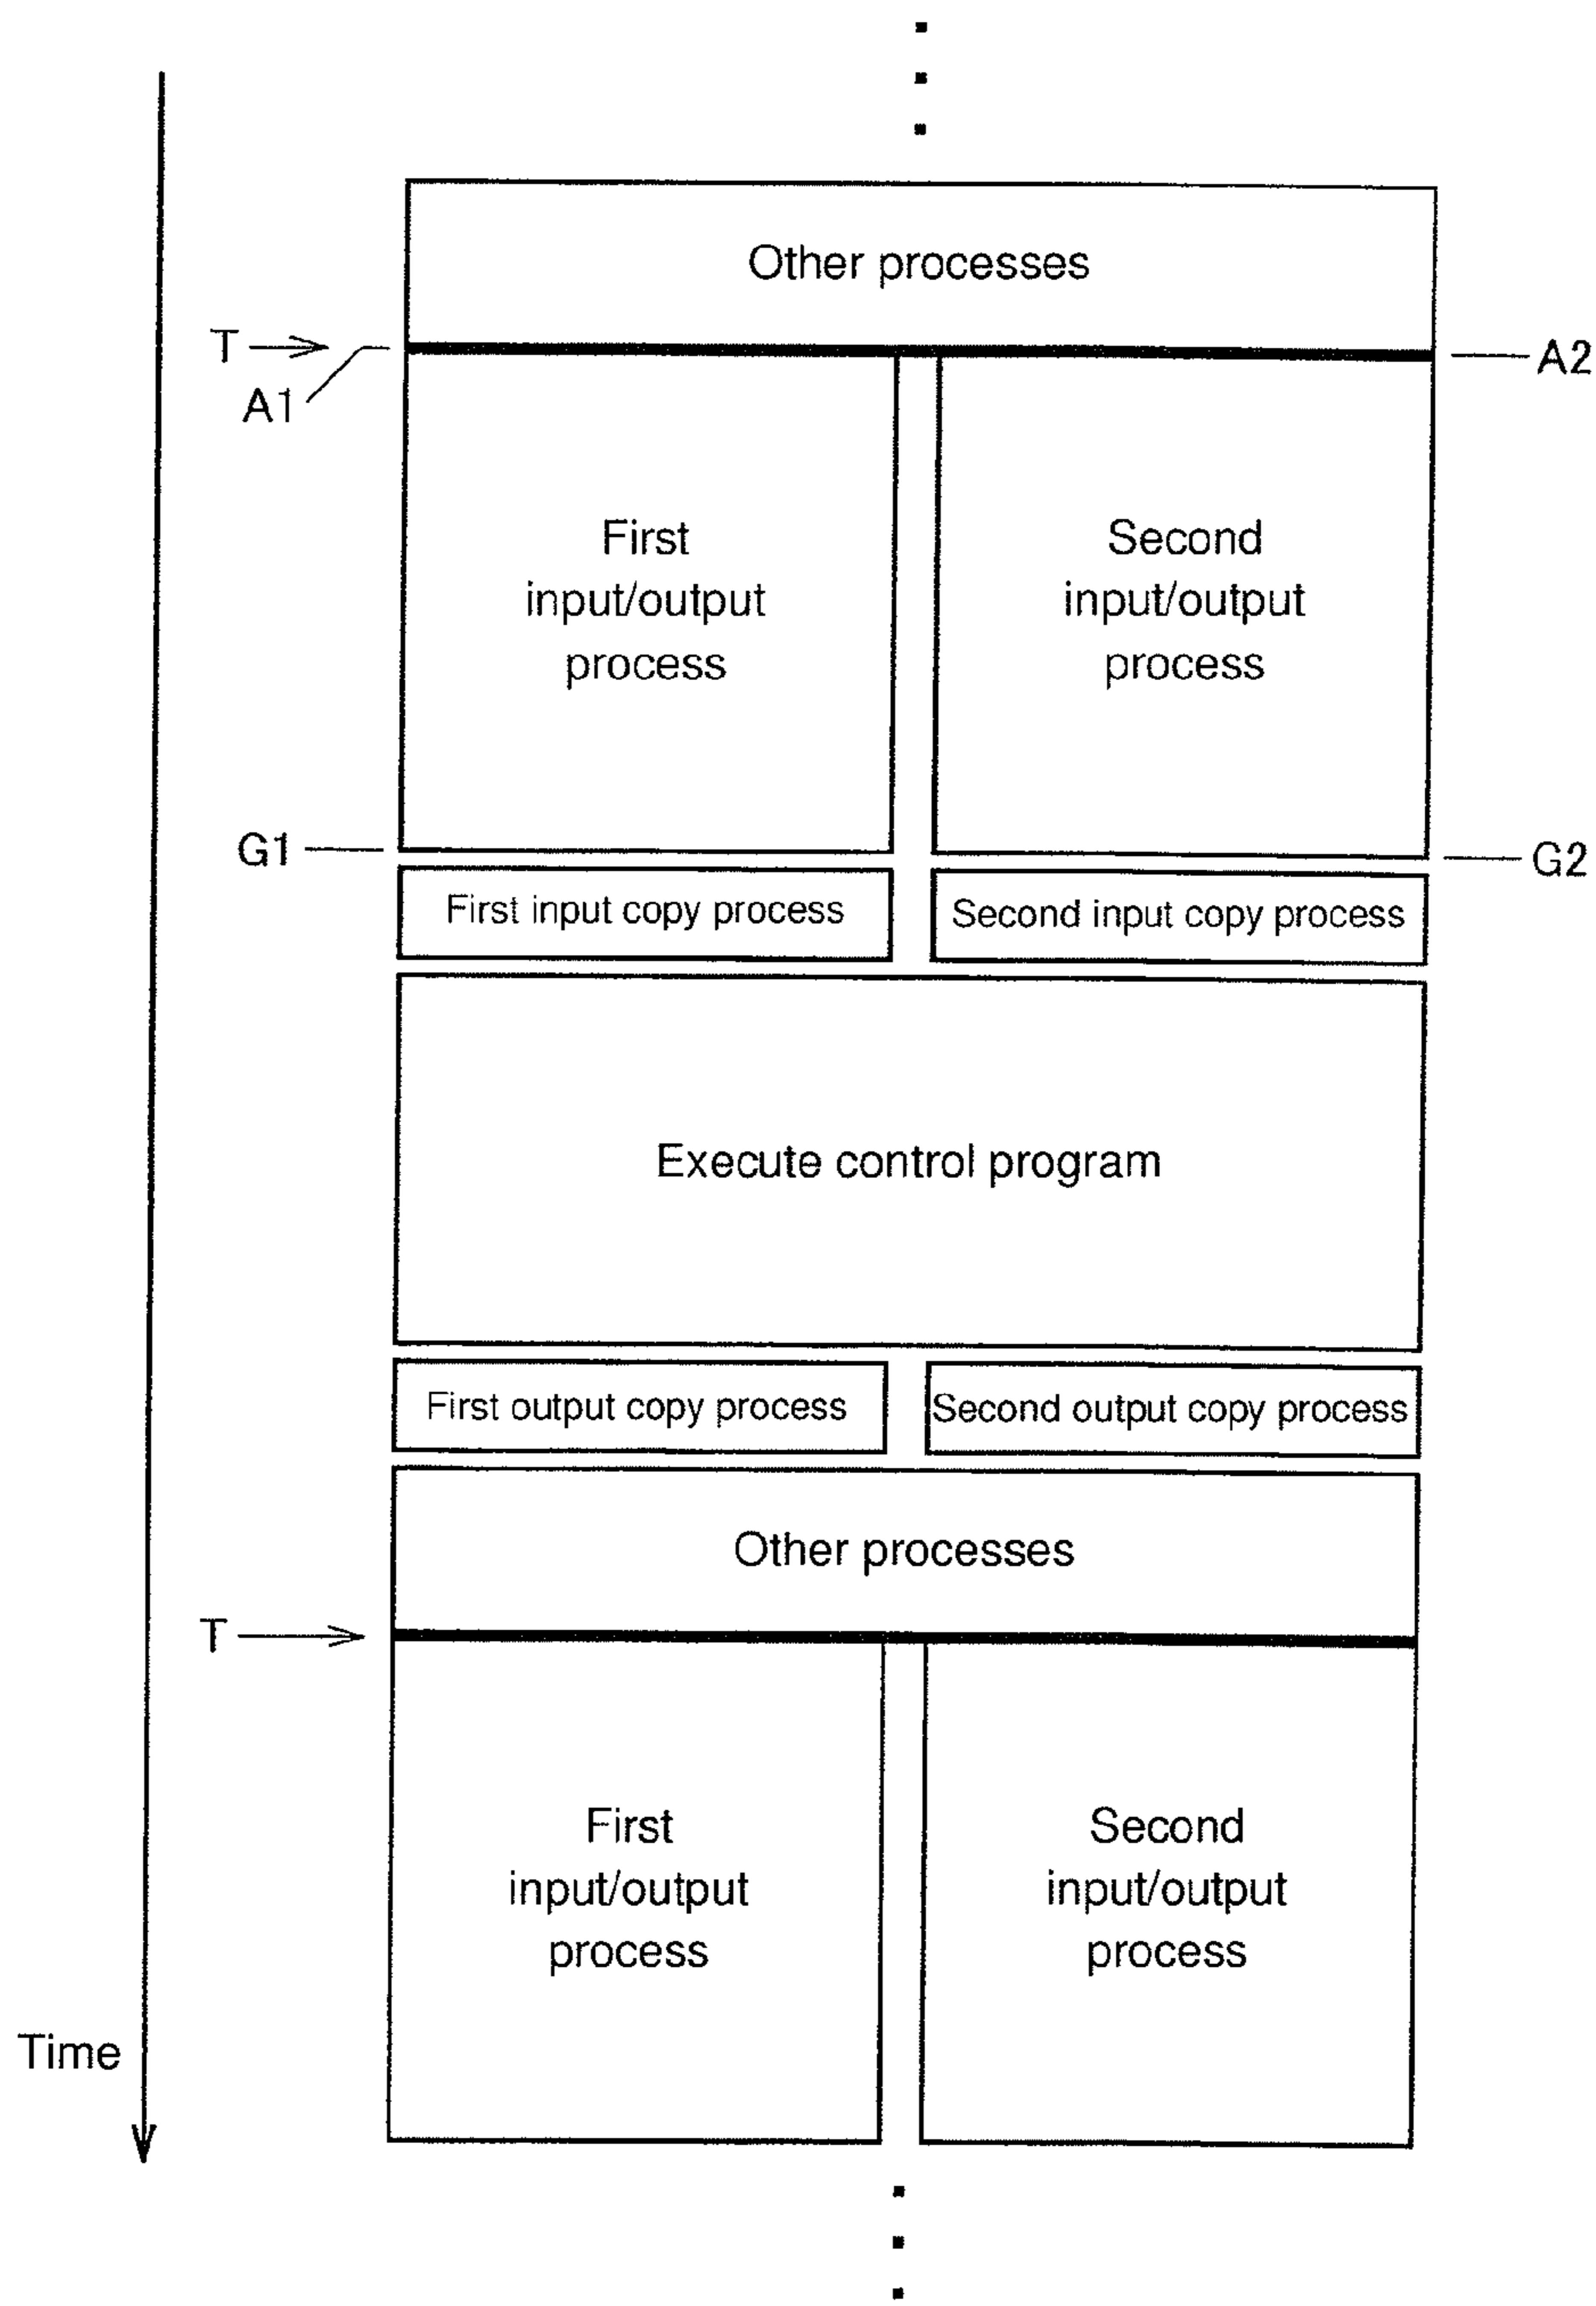 Other processes
T
A1
A2
First
input/output
process
Second
input/output
process
G1
G2
First input copy process
Second input copy process
Execute control program
First output copy process
Second output copy process
Other processes
T
First
input/output
process
Second
input/output
process
Time